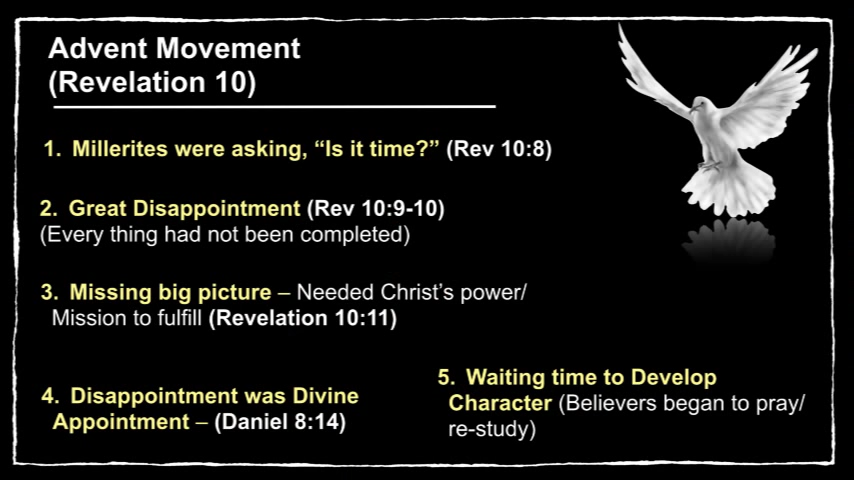 Advent Movement
(Revelation 10)
1. Millerites were asking, “Is it time?” (Rev 10:8)
2. Great Disappointment (Rev 10:9-10)
(Every thing had not been completed)
3. Missing big picture – Needed Christ’s power/
Mission to fulfill (Revelation 10:11)
4. Disappointment was Divine
Appointment – (Daniel 8:14)
5. Waiting time to Develop
Character (Believers began to pray/
re-study)